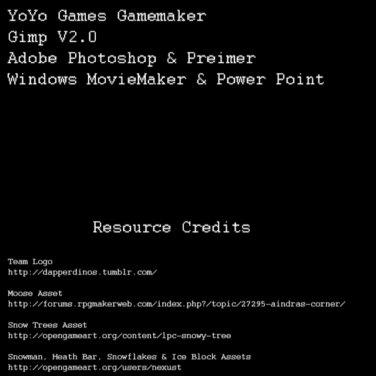 YoYo Games Gamemaker
Gimp V2.0
Adobe Photoshop & Preimer
Windows MovieMaker & Power Point
Resource Credits
Team Logo
http://dapperdinos.tumblr.com/
Moose Asset
http://forums.rpgmakerweb.com/index.php?/topic/27295-aindras-corner/
Snow Trees Asset
http://opengameart.org/content/lpc-snowy-tree
Snowman, Heath Bar, Snowflakes & Ice Block Assets
http://opengameart.org/users/nexust